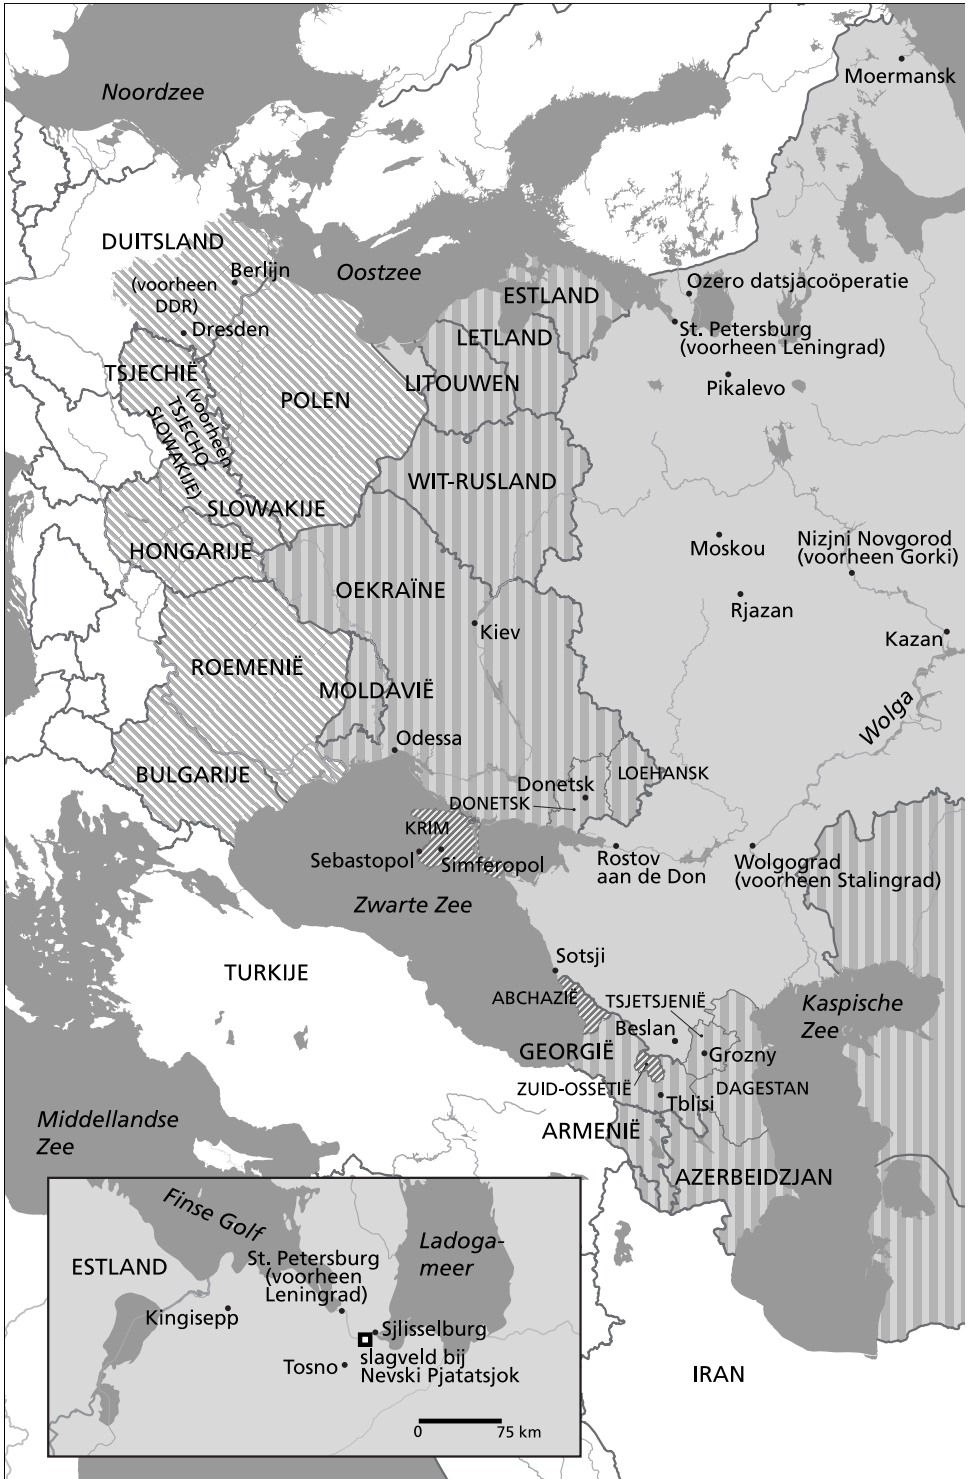 Noordzee
Moermansk
DUITSLAND
Berlijn
(voorheen
DDR)
Dresden
Oostzee
ESTLAND
Ozero datsjacoöperatie
LETLAND
St. Petersburg
(voorheen Leningrad)
TSJECHIË
(voorheen
TSJECHO
SLOWAKIJE)
POLEN
LITOUWEN
Pikalevo
SLOWAKIJE
WIT-RUSLAND
HONGARIJE
Moskou
Nizjni Novgorod
(voorheen Gorki)
OEKRAÏNE
Rjazan
Kiev
Kazan
ROEMENIË
MOLDAVIË
Wolga
Odessa
BULGARIJE
LOEHANSK
Donetsk
DONETSK
KRIM
Sebastopol
Simferopol
Rostov
aan de Don
Wolgograd
(voorheen Stalingrad)
Zwarte Zee
TURKIJE
Sotsji
ABCHAZIË
TSJETSJENIË
Kaspische
Zee
Beslan
GEORGIË
Grozny
ZUID-OSSETIË
DAGESTAN
Tblisi
Middellandse
Zee
ARMENIË
AZERBEIDZJAN
IRAN
Finse Golf
Ladoga-
meer
ESTLAND
St. Petersburg
(voorheen
Leningrad)
Kingisepp
Sjlisselburg
slagveld bij
Nevski Pjatatsjok
Tosno
0 75 km